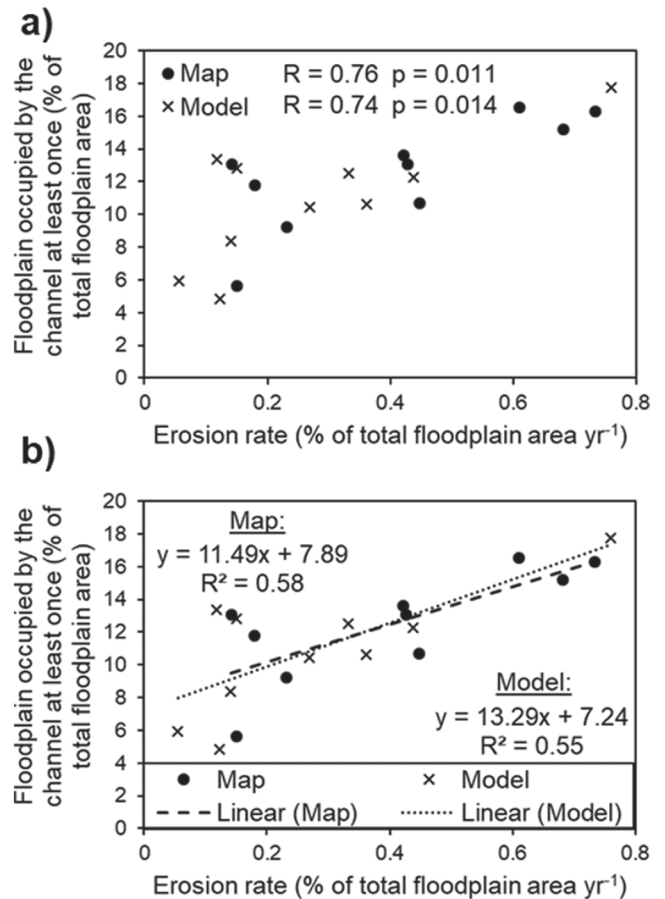 a)
Floodplain occupied by the
channel at least once (% of
total floodplain area)
20
18
16
14
12
10
8
6
4
2
0
● Map R = 0.76 p = 0.011
× Model R = 0.74 p = 0.014
0 0.2 0.4 0.6 0.8
Erosion rate (% of total floodplain area yr⁻¹)
b)
Floodplain occupied by the
channel at least once (% of
total floodplain area)
20
18
16
14
12
10
8
6
4
2
0
Map:
y = 11.49x + 7.89
R² = 0.58
Model:
y = 13.29x + 7.24
R² = 0.55
● Map × Model
Linear (Map) Linear (Model)
0 0.2 0.4 0.6 0.8
Erosion rate (% of total floodplain area yr⁻¹)